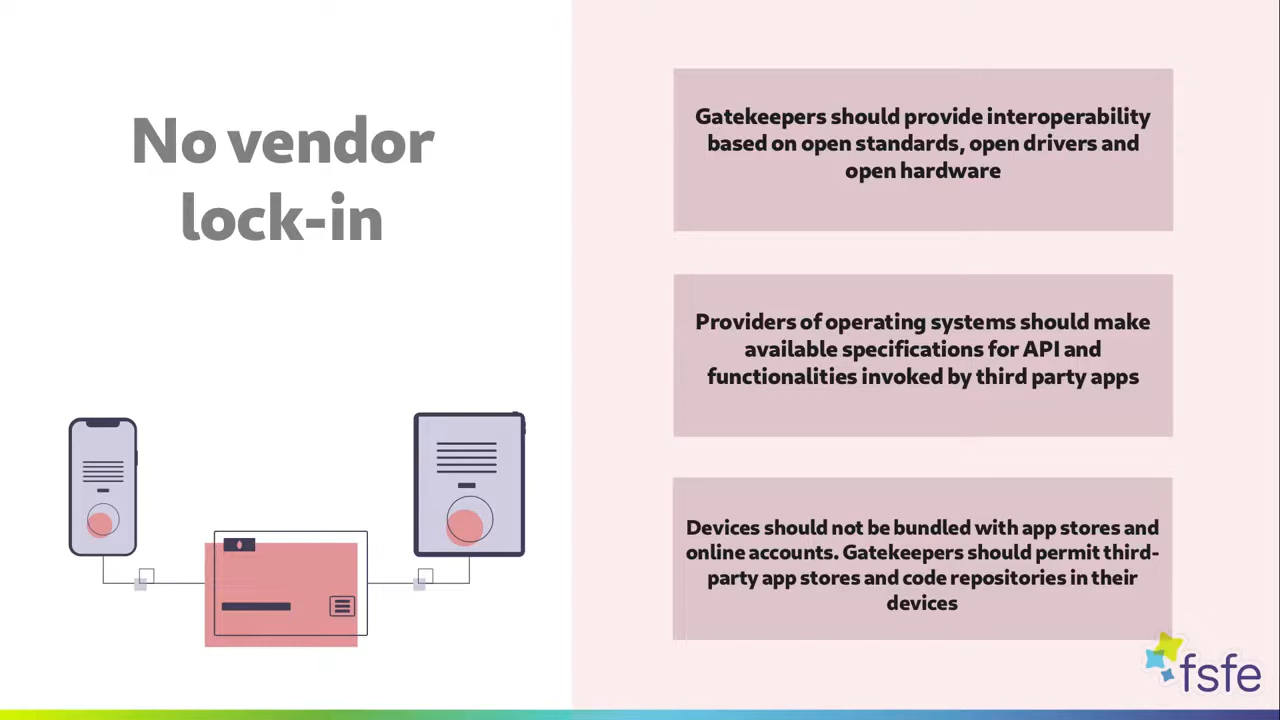 No vendor
lock-in
Gatekeepers should provide interoperability
based on open standards, open drivers and
open hardware
Providers of operating systems should make
available specifications for API and
functionalities invoked by third party apps
Devices should not be bundled with app stores and
online accounts. Gatekeepers should permit third-
party app stores and code repositories in their
devices
fsfe